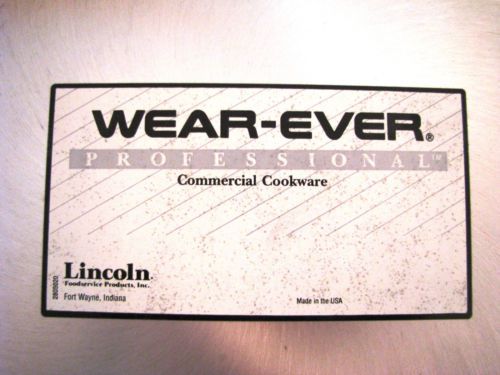 WEAR-EVER®
PROFESSIONAL™
Commercial Cookware
Lincoln
Foodservice Products, Inc.
Fort Wayne, Indiana
Made in the USA